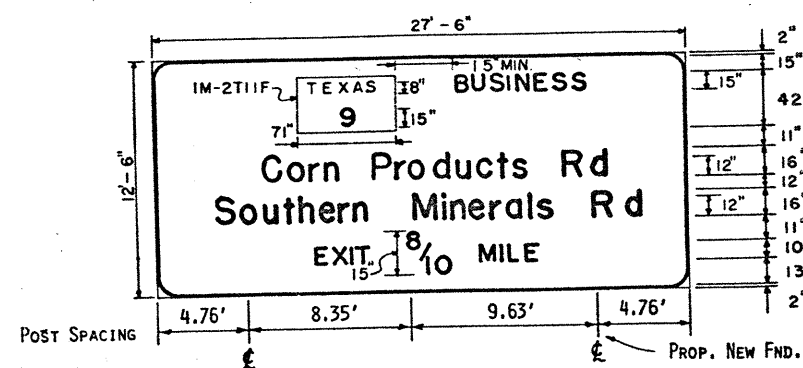 27' - 6"
2"
15" MIN.
15"
1M-2T11F
TEXAS
8"
BUSINESS
15"
42
9
15"
71"
11"
12'-6"
Corn Products Rd
12"
16"
12"
Southern Minerals Rd
12"
16"
11"
8/10
10
EXIT
MILE
15"
13
2"
4.76'
8.35'
9.63'
4.76'
POST SPACING
℄
℄
PROP. NEW FND.